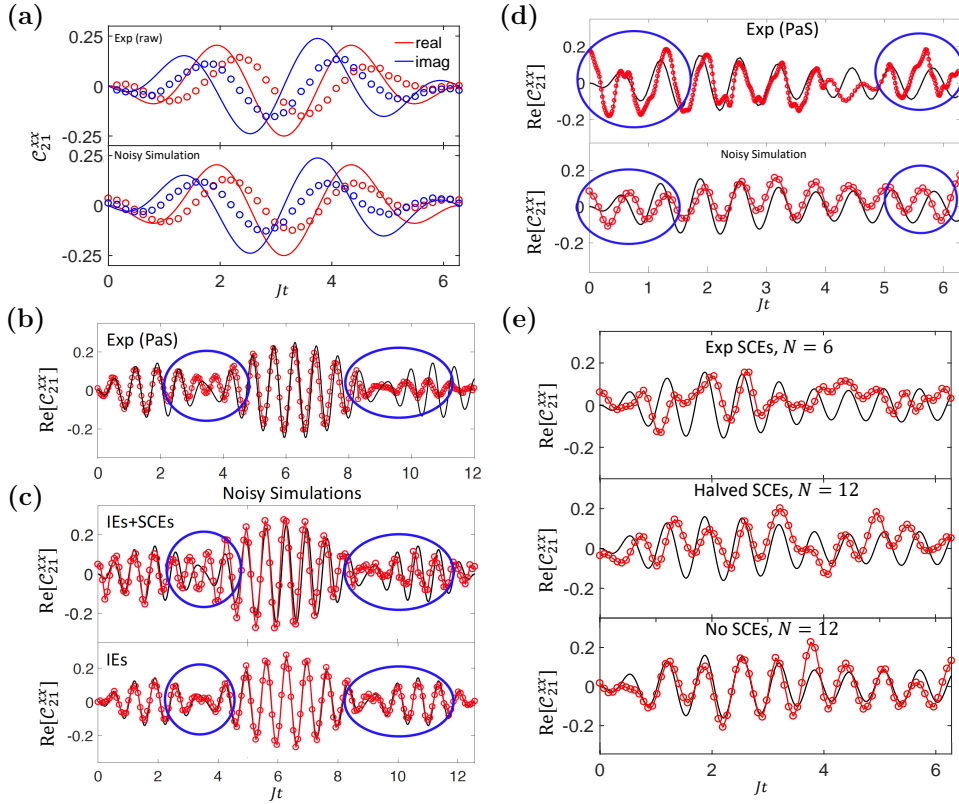 (a)
0.25
0
-0.25
Exp (raw)
real
imag
𝒞₂₁ˣˣ
0.25
0
-0.25
Noisy Simulation
0 2 4 6
Jt
(b)
Exp (PaS)
0.2
0
-0.2
Re[𝒞₂₁ˣˣ]
0 2 4 6 8 10 12
(c)
Noisy Simulations
IEs+SCEs
0.2
0
-0.2
Re[𝒞₂₁ˣˣ]
IEs
0.2
0
-0.2
Re[𝒞₂₁ˣˣ]
0 2 4 6 8 10 12
Jt
(d)
Exp (PaS)
0.2
0
-0.2
Re[𝒞₂₁ˣˣ]
Noisy Simulation
0.2
0
-0.2
Re[𝒞₂₁ˣˣ]
0 1 2 3 4 5 6
Jt
(e)
Exp SCEs, N = 6
0.2
0
-0.2
Re[𝒞₂₁ˣˣ]
Halved SCEs, N = 12
0.2
0
-0.2
Re[𝒞₂₁ˣˣ]
No SCEs, N = 12
0.2
0
-0.2
Re[𝒞₂₁ˣˣ]
0 2 4 6
Jt